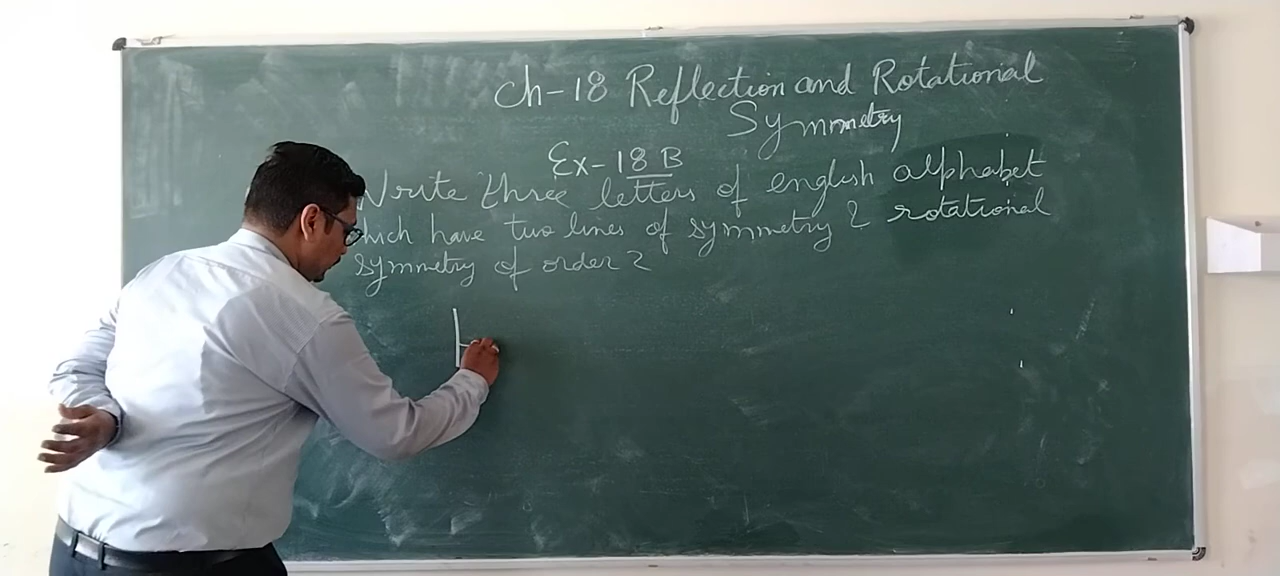 Ch-18 Reflection and Rotational
Symmetry
Ex-18 B
Write three letters of english alphabet
which have two lines of symmetry & rotational
symmetry of order 2